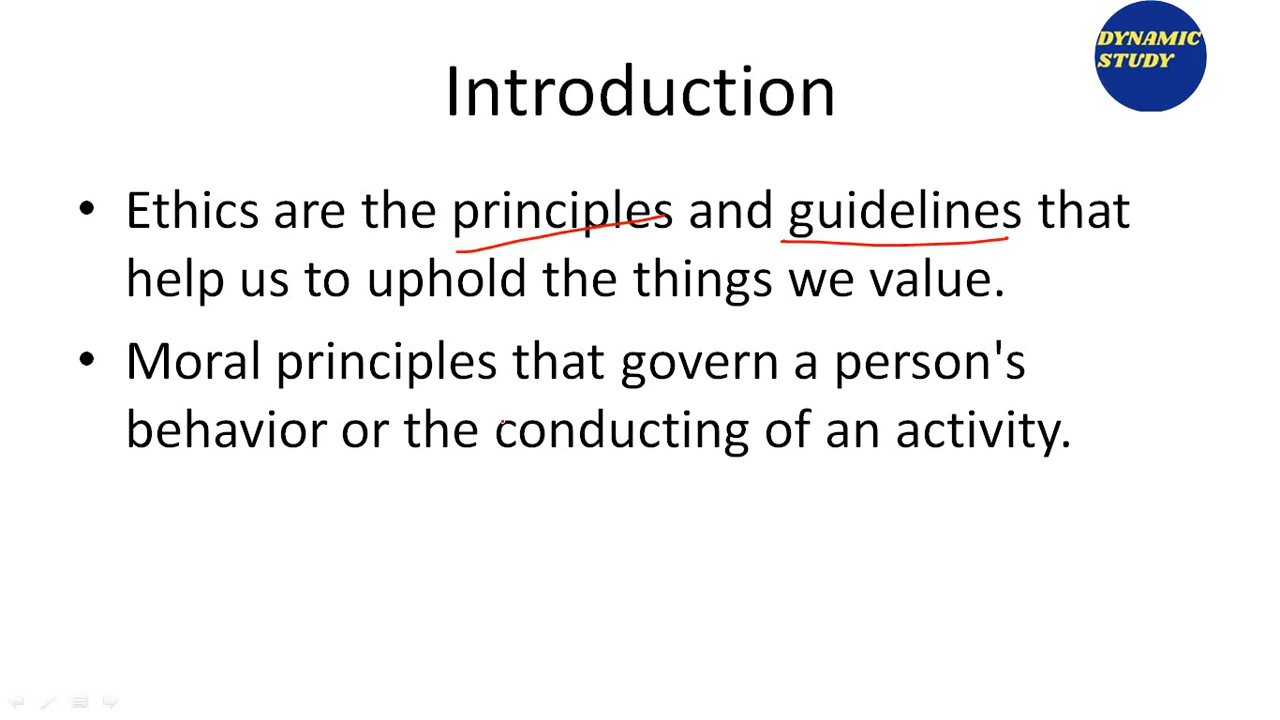 DYNAMIC
STUDY
Introduction
• Ethics are the principles and guidelines that
help us to uphold the things we value.
• Moral principles that govern a person's
behavior or the conducting of an activity.